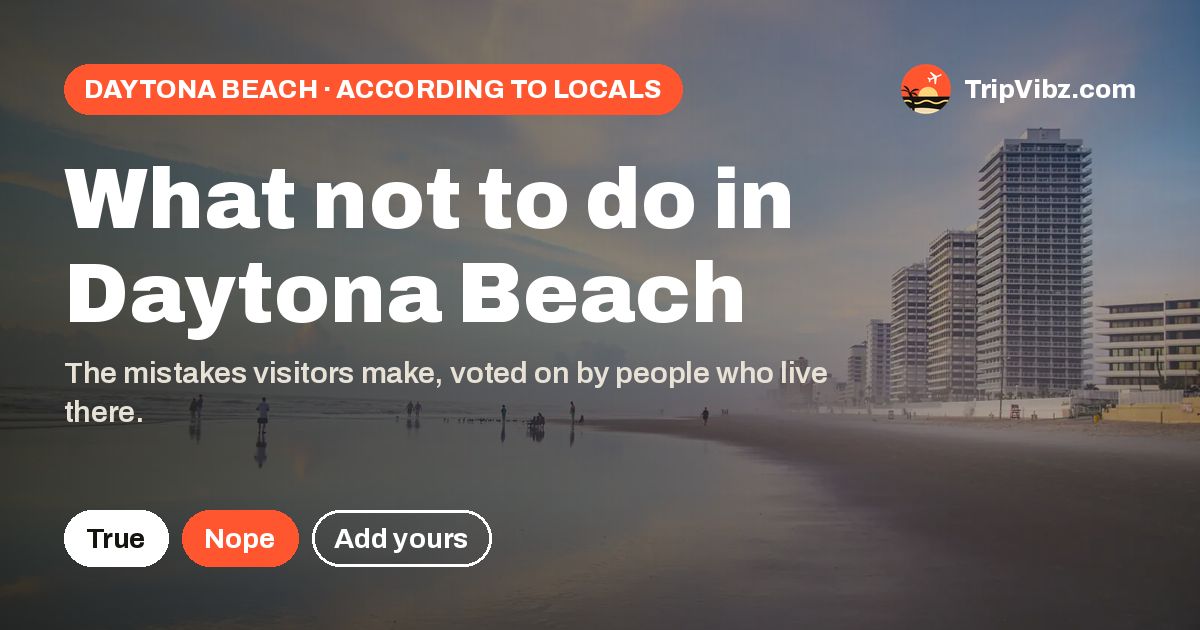 DAYTONA BEACH · ACCORDING TO LOCALS
TripVibz.com
What not to do in
Daytona Beach
The mistakes visitors make, voted on by people who live
there.
True
Nope
Add yours